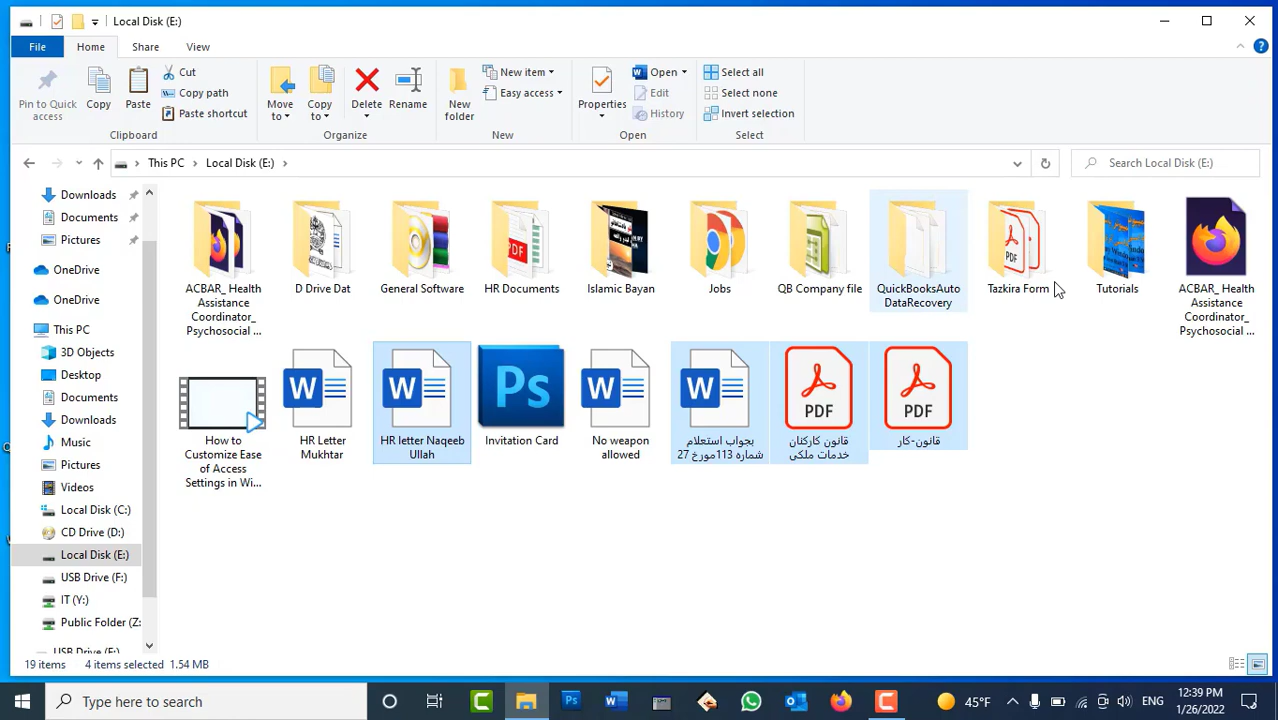 Local Disk (E:)
File Home Share View
Pin to Quick access
Copy
Paste
Cut
Copy path
Paste shortcut
Clipboard
Move to
Copy to
Delete
Rename
Organize
New folder
New item
Easy access
New
Properties
Open
Edit
History
Open
Select all
Select none
Invert selection
Select
This PC Local Disk (E:)
Search Local Disk (E:)
Downloads
Documents
Pictures
OneDrive
OneDrive
This PC
3D Objects
Desktop
Documents
Downloads
Music
Pictures
Videos
Local Disk (C:)
CD Drive (D:)
Local Disk (E:)
USB Drive (F:)
IT (Y:)
Public Folder (Z:
USB Drive (F:)
ACBAR_ Health
Assistance
Coordinator_
Psychosocial ...
D Drive Dat
General Software
HR Documents
Islamic Bayan
Jobs
QB Company file
QuickBooksAuto
DataRecovery
Tazkira Form
Tutorials
ACBAR_ Health
Assistance
Coordinator_
Psychosocial ...
How to
Customize Ease
of Access
Settings in Wi...
HR Letter
Mukhtar
HR letter Naqeeb
Ullah
Invitation Card
No weapon
allowed
بجواب استعلام
شماره 113مورخ 27
قانون کارکنان
خدمات ملکی
قانون-کار
PDF
PDF
19 items 4 items selected 1.54 MB
Type here to search
45°F
ENG
12:39 PM
1/26/2022